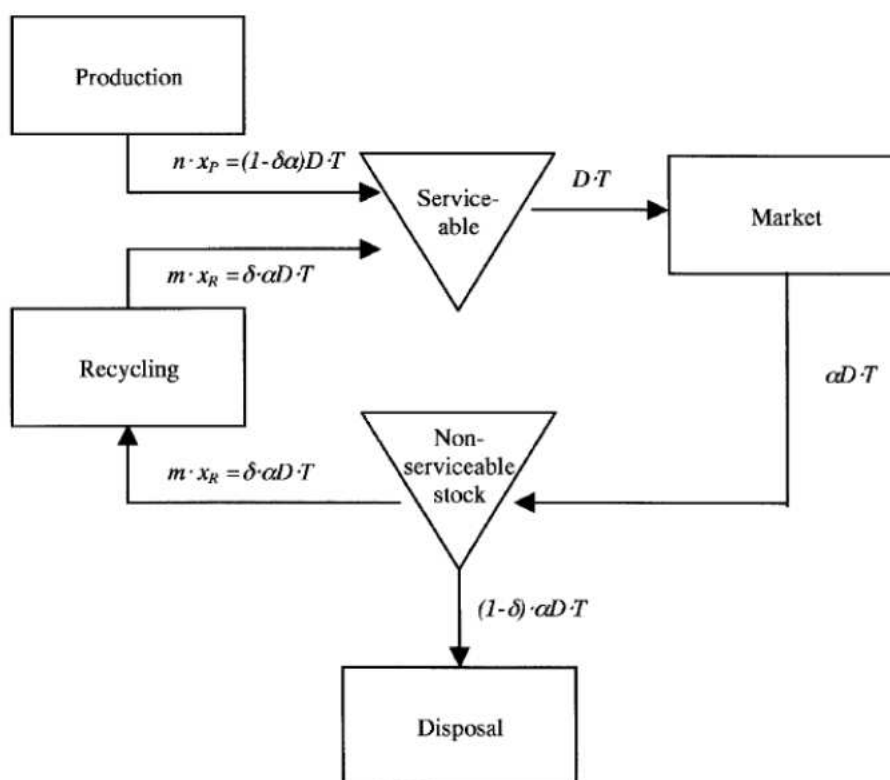 Production
n · x_P = (1-δα)D·T
Service-
able
D·T
Market
m · x_R = δ·αD·T
Recycling
αD·T
Non-
serviceable
stock
m · x_R = δ·αD·T
(1-δ)·αD·T
Disposal